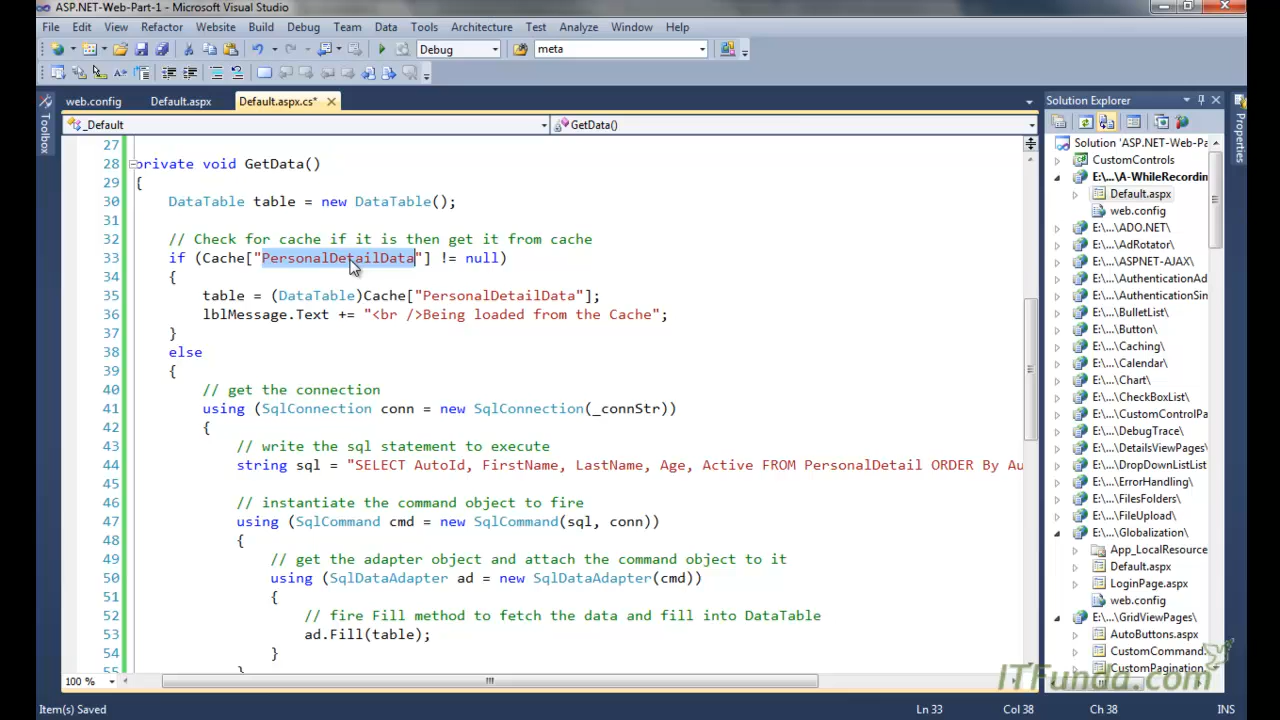 ASP.NET-Web-Part-1 - Microsoft Visual Studio
File Edit View Refactor Website Build Debug Team Data Tools Architecture Test Analyze Window Help
Debug meta
web.config Default.aspx Default.aspx.cs* Solution Explorer
_Default GetData()
Toolbox
Properties
27
28 private void GetData()
29 {
30 DataTable table = new DataTable();
31
32 // Check for cache if it is then get it from cache
33 if (Cache["PersonalDetailData"] != null)
34 {
35 table = (DataTable)Cache["PersonalDetailData"];
36 lblMessage.Text += "<br />Being loaded from the Cache";
37 }
38 else
39 {
40 // get the connection
41 using (SqlConnection conn = new SqlConnection(_connStr))
42 {
43 // write the sql statement to execute
44 string sql = "SELECT AutoId, FirstName, LastName, Age, Active FROM PersonalDetail ORDER By Au
45
46 // instantiate the command object to fire
47 using (SqlCommand cmd = new SqlCommand(sql, conn))
48 {
49 // get the adapter object and attach the command object to it
50 using (SqlDataAdapter ad = new SqlDataAdapter(cmd))
51 {
52 // fire Fill method to fetch the data and fill into DataTable
53 ad.Fill(table);
54 }
55 }
Solution 'ASP.NET-Web-Pa
CustomControls
E:\...\A-WhileRecordin
Default.aspx
web.config
E:\...\ADO.NET\
E:\...\AdRotator\
E:\...\ASPNET-AJAX\
E:\...\AuthenticationAd
E:\...\AuthenticationSin
E:\...\BulletList\
E:\...\Button\
E:\...\Caching\
E:\...\Calendar\
E:\...\Chart\
E:\...\CheckBoxList\
E:\...\CustomControlPa
E:\...\DebugTrace\
E:\...\DetailsViewPages\
E:\...\DropDownListList
E:\...\ErrorHandling\
E:\...\FilesFolders\
E:\...\FileUpload\
E:\...\Globalization\
App_LocalResource
Default.aspx
LoginPage.aspx
web.config
E:\...\GridViewPages\
AutoButtons.aspx
CustomCommand.
CustomPagination
ITFunda.com
100 %
Item(s) Saved Ln 33 Col 38 Ch 38 INS